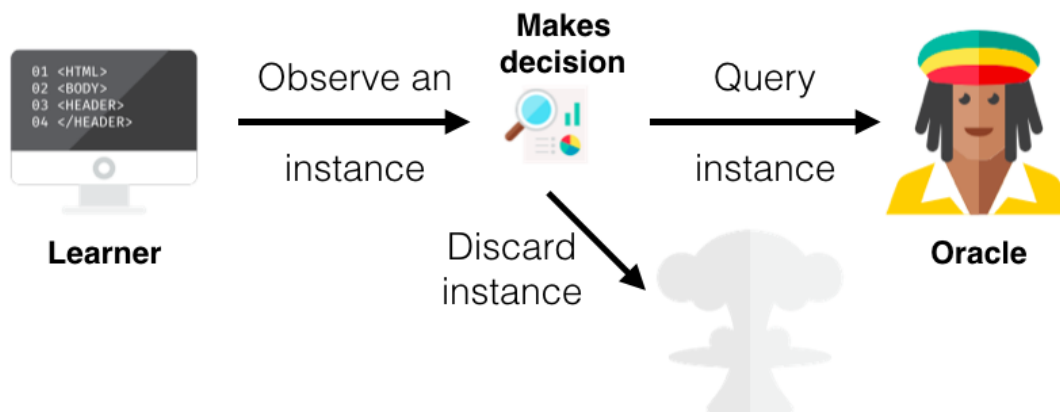 01 <HTML>
02 <BODY>
03 <HEADER>
04 </HEADER>
Learner
Observe an
instance
Makes
decision
Query
instance
Discard
instance
Oracle